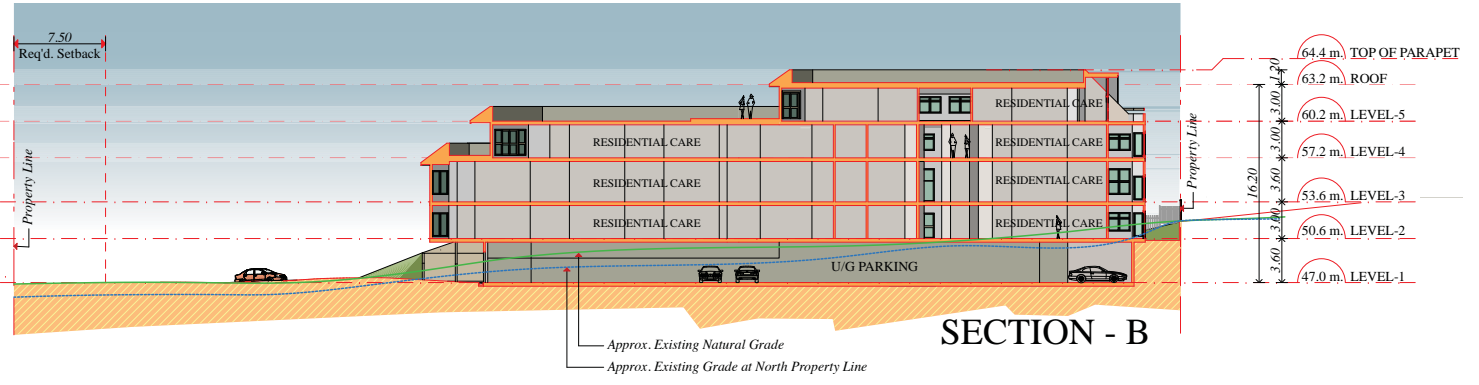 7.50
Req'd. Setback
64.4 m. TOP OF PARAPET
1.20
63.2 m. ROOF
RESIDENTIAL CARE
3.00
60.2 m. LEVEL-5
RESIDENTIAL CARE
RESIDENTIAL CARE
3.00
57.2 m. LEVEL-4
Property Line
Property Line
RESIDENTIAL CARE
RESIDENTIAL CARE
16.20
3.60
53.6 m. LEVEL-3
RESIDENTIAL CARE
RESIDENTIAL CARE
3.00
50.6 m. LEVEL-2
U/G PARKING
3.60
47.0 m. LEVEL-1
SECTION - B
Approx. Existing Natural Grade
Approx. Existing Grade at North Property Line